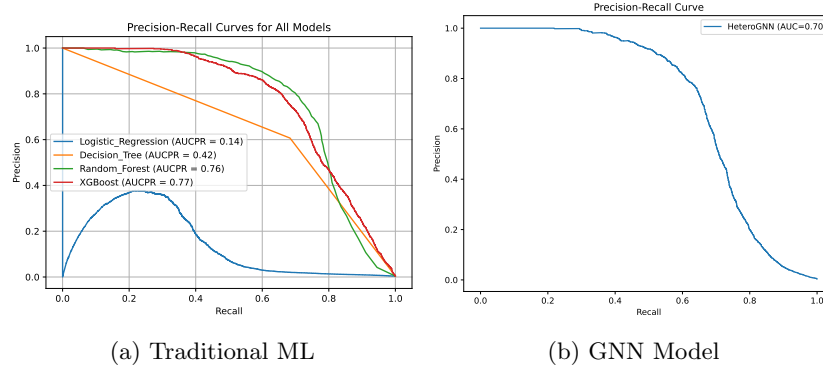 Precision-Recall Curves for All Models
Precision
1.0
0.8
0.6
0.4
0.2
0.0
Logistic_Regression (AUCPR = 0.14)
Decision_Tree (AUCPR = 0.42)
Random_Forest (AUCPR = 0.76)
XGBoost (AUCPR = 0.77)
0.0 0.2 0.4 0.6 0.8 1.0
Recall
(a) Traditional ML
Precision-Recall Curve
HeteroGNN (AUC=0.70
Precision
1.0
0.8
0.6
0.4
0.2
0.0
0.0 0.2 0.4 0.6 0.8 1.0
Recall
(b) GNN Model